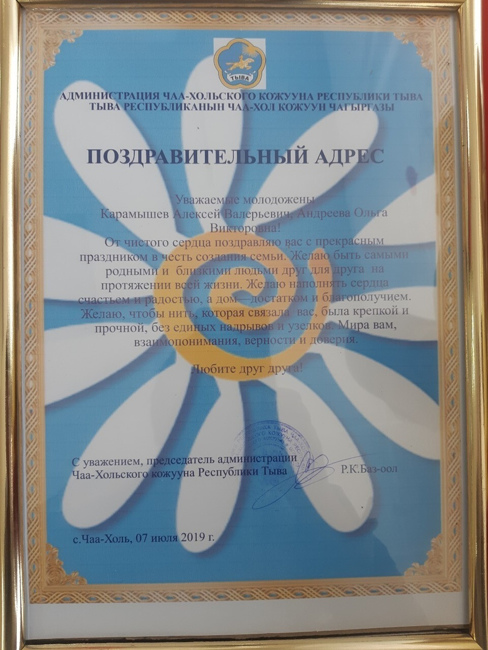 ТЫВА
АДМИНИСТРАЦИЯ ЧАА-ХОЛЬСКОГО КОЖУУНА РЕСПУБЛИКИ ТЫВА
ТЫВА РЕСПУБЛИКАНЫН ЧАА-ХОЛ КОЖУУН ЧАГЫРГАЗЫ
ПОЗДРАВИТЕЛЬНЫЙ АДРЕС
Уважаемые молодожены
Карамышев Алексей Валерьевич, Андреева Ольга
Викторовна!
От чистого сердца поздравляю вас с прекрасным
праздником в честь создания семьи. Желаю быть самыми
родными и близкими людьми друг для друга на
протяжении всей жизни. Желаю наполнять сердца
счастьем и радостью, а дом – достатком и благополучием.
Желаю, чтобы нить, которая связала вас, была крепкой и
прочной, без единых надрывов и узелков. Мира вам,
взаимопонимания, верности и доверия.
Любите друг друга!
С уважением, председатель администрации
Чаа-Хольского кожууна Республики Тыва Р.К.Баз-оол
с.Чаа-Холь, 07 июля 2019 г.